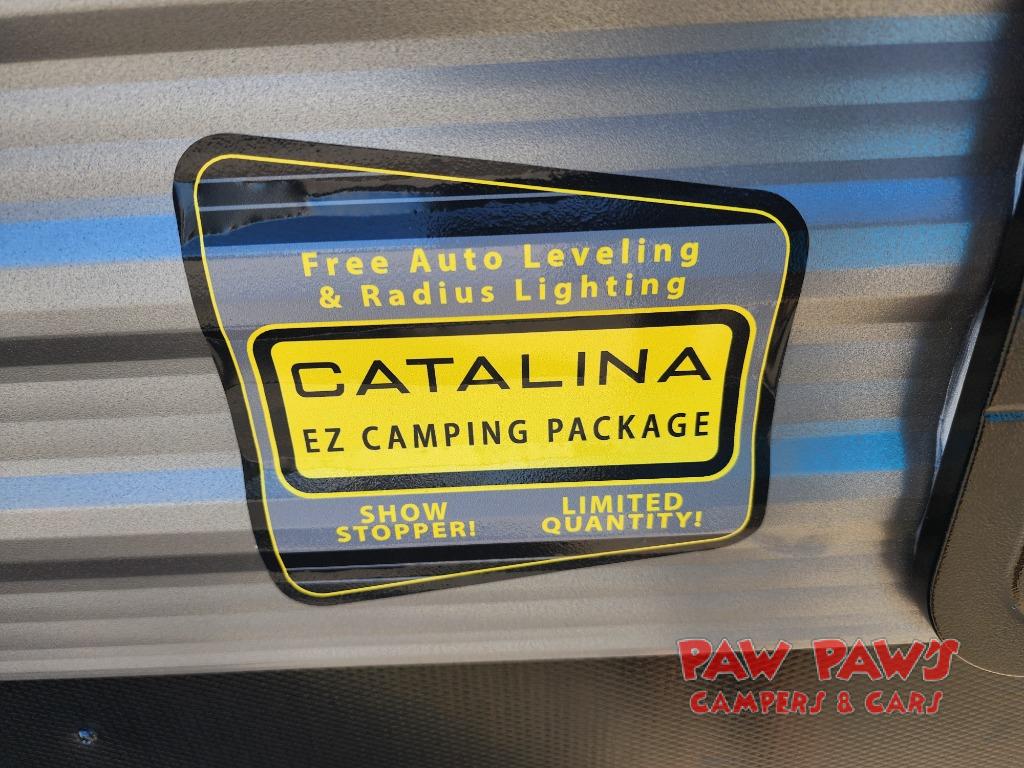 Free Auto Leveling
& Radius Lighting
CATALINA
EZ CAMPING PACKAGE
SHOW
STOPPER!
LIMITED
QUANTITY!
PAW PAW'S
CAMPERS & CARS